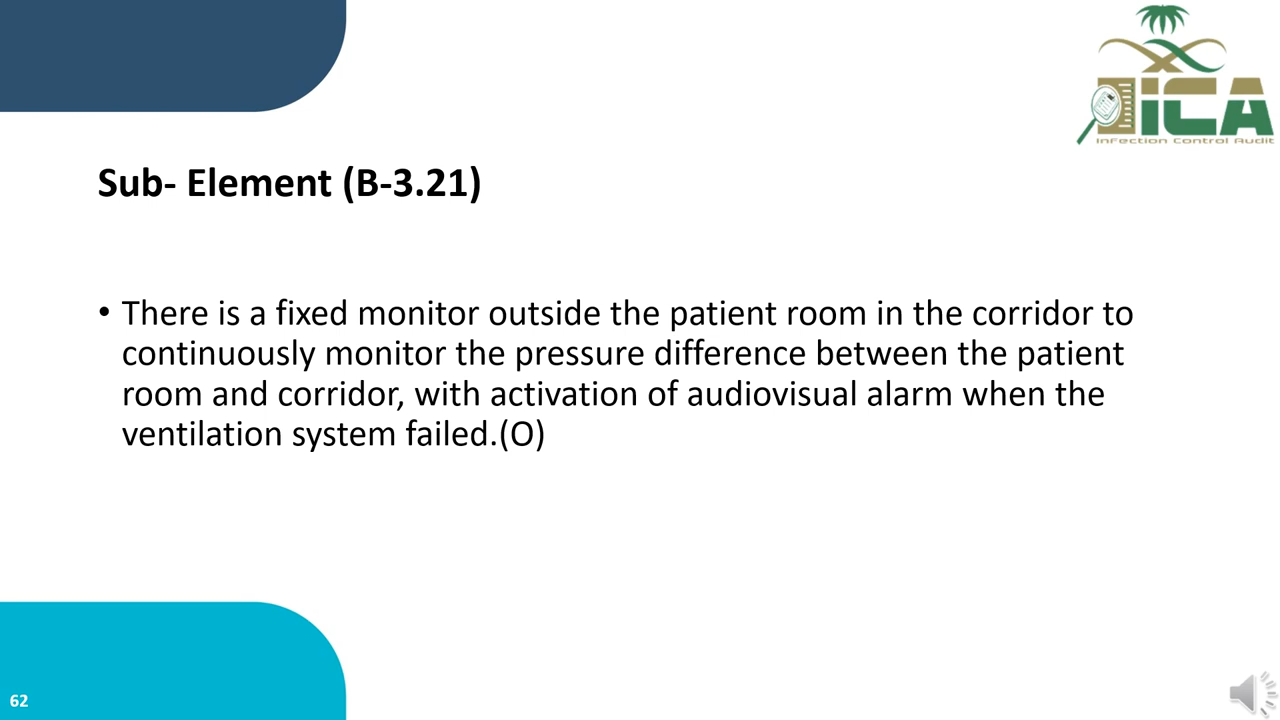 iCA
Infection Control Audit
Sub- Element (B-3.21)
• There is a fixed monitor outside the patient room in the corridor to
continuously monitor the pressure difference between the patient
room and corridor, with activation of audiovisual alarm when the
ventilation system failed.(O)
62